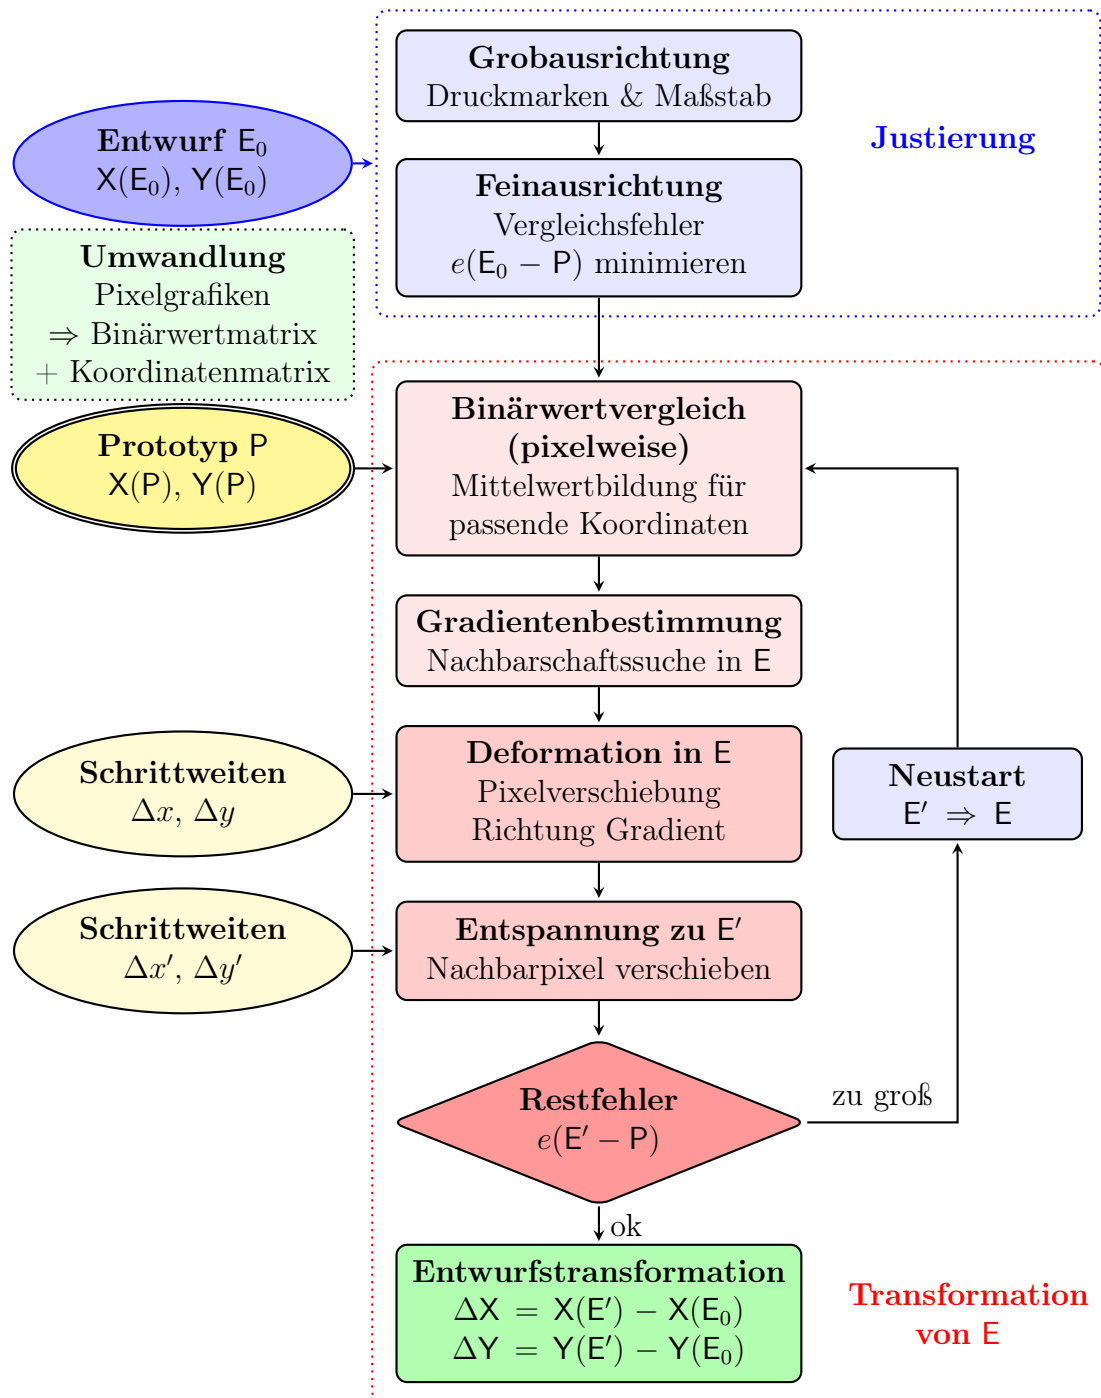 Grobausrichtung
Druckmarken & Maßstab
Justierung
Entwurf E₀
X(E₀), Y(E₀)
Feinausrichtung
Vergleichsfehler
e(E₀ − P) minimieren
Umwandlung
Pixelgrafiken
⇒ Binärwertmatrix
+ Koordinatenmatrix
Binärwertvergleich
(pixelweise)
Mittelwertbildung für
passende Koordinaten
Prototyp P
X(P), Y(P)
Gradientenbestimmung
Nachbarschaftssuche in E
Schrittweiten
Δx, Δy
Deformation in E
Pixelverschiebung
Richtung Gradient
Neustart
E′ ⇒ E
Schrittweiten
Δx′, Δy′
Entspannung zu E′
Nachbarpixel verschieben
Restfehler
e(E′ − P)
zu groß
ok
Entwurfstransformation
ΔX = X(E′) − X(E₀)
ΔY = Y(E′) − Y(E₀)
Transformation
von E